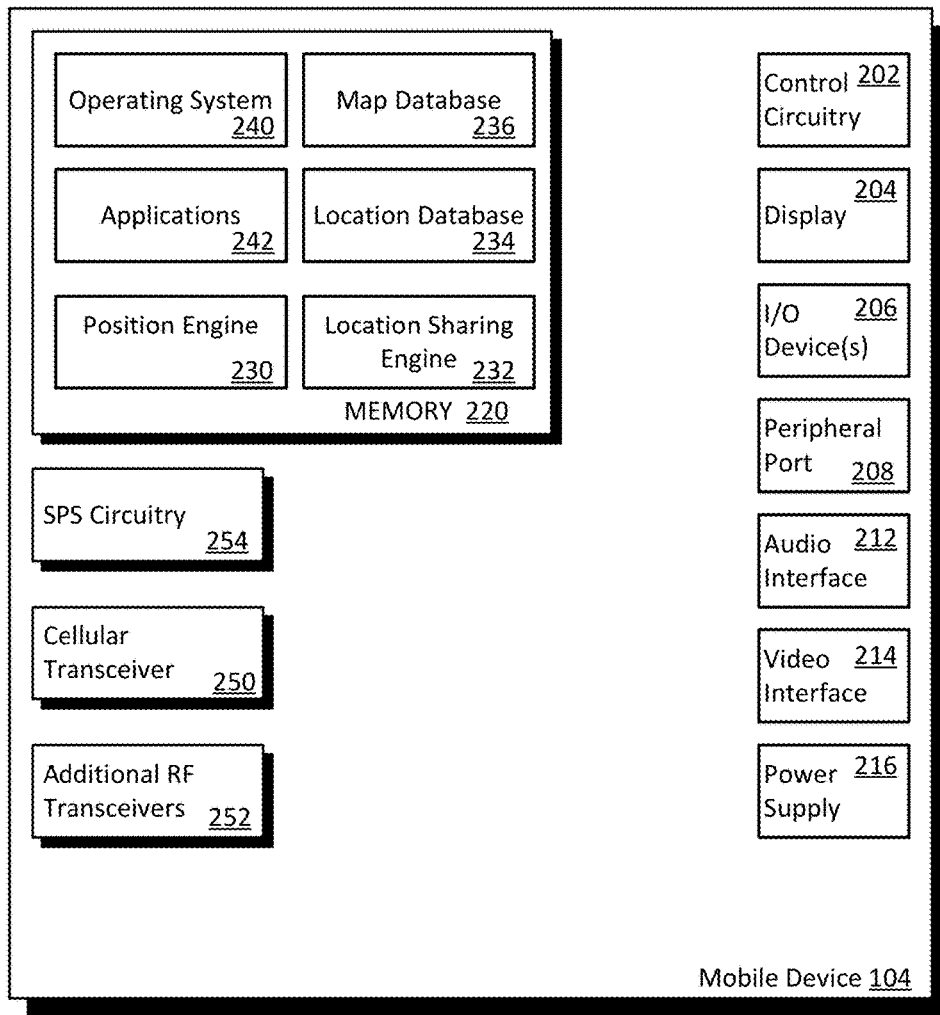 Operating System
240
Map Database
236
Applications
242
Location Database
234
Position Engine
230
Location Sharing
Engine
232
MEMORY 220
SPS Circuitry
254
Cellular
Transceiver
250
Additional RF
Transceivers
252
Control 202
Circuitry
204
Display
I/O 206
Device(s)
Peripheral
Port
208
Audio 212
Interface
Video 214
Interface
Power 216
Supply
Mobile Device 104